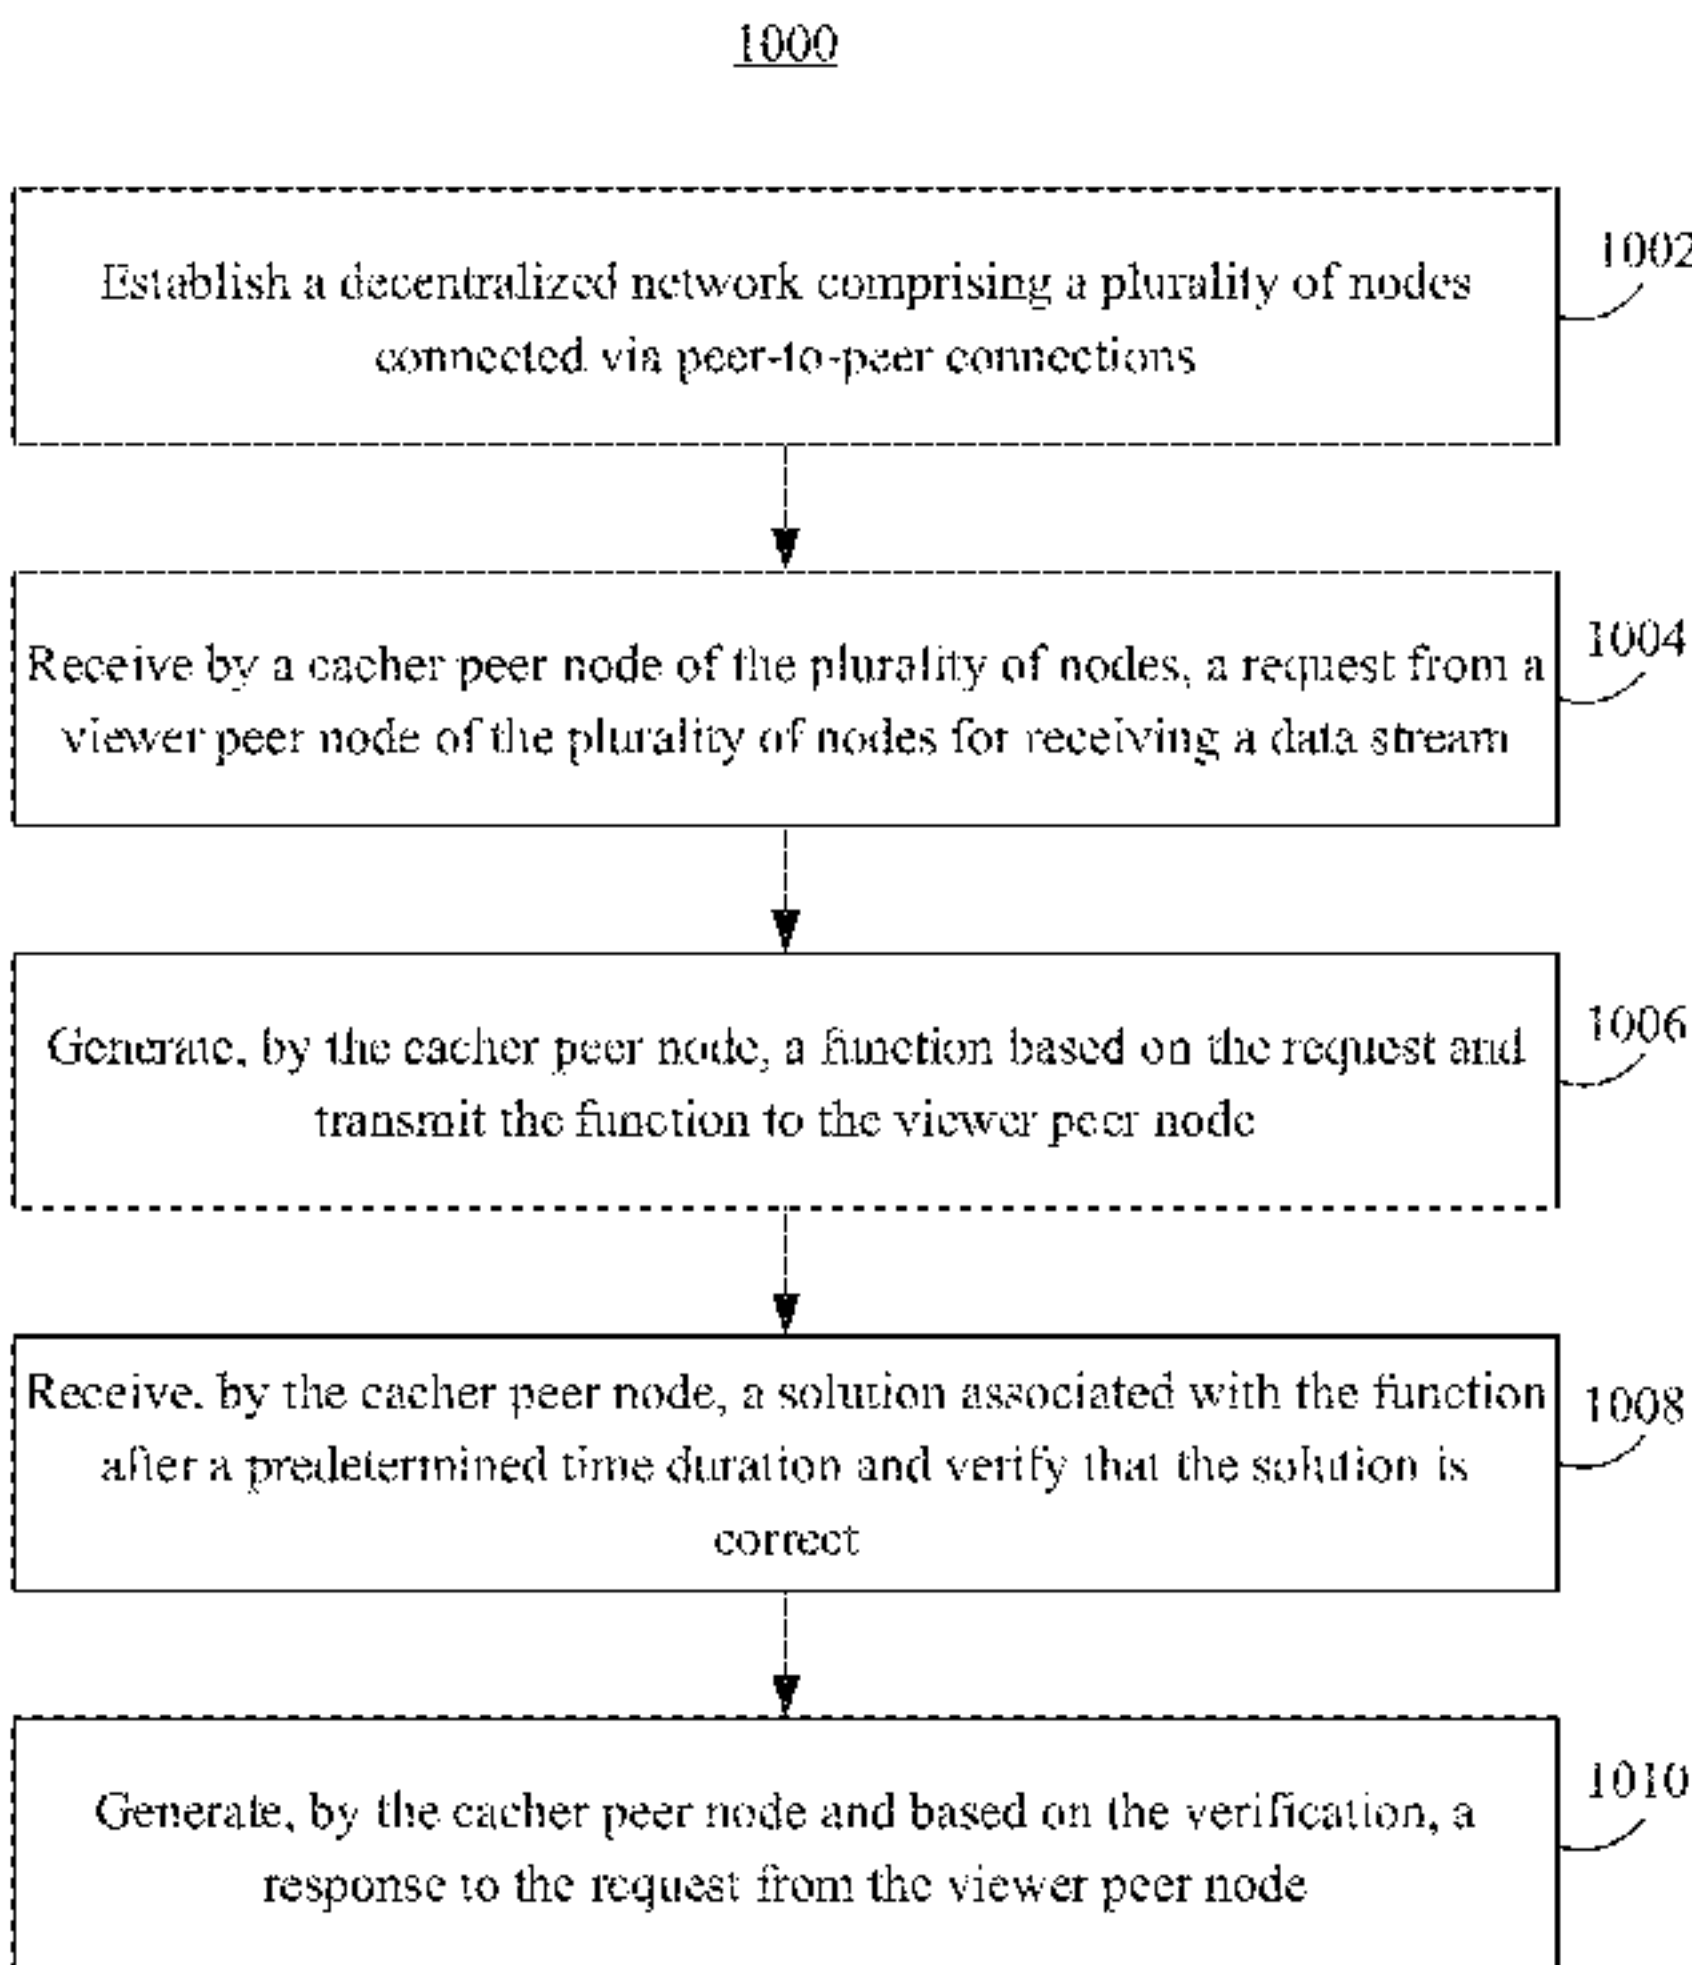 1000
Establish a decentralized network comprising a plurality of nodes
connected via peer-to-peer connections
1002
Receive by a cacher peer node of the plurality of nodes, a request from a
viewer peer node of the plurality of nodes for receiving a data stream
1004
Generate, by the cacher peer node, a function based on the request and
transmit the function to the viewer peer node
1006
Receive, by the cacher peer node, a solution associated with the function
after a predetermined time duration and verify that the solution is
correct
1008
Generate, by the cacher peer node and based on the verification, a
response to the request from the viewer peer node
1010